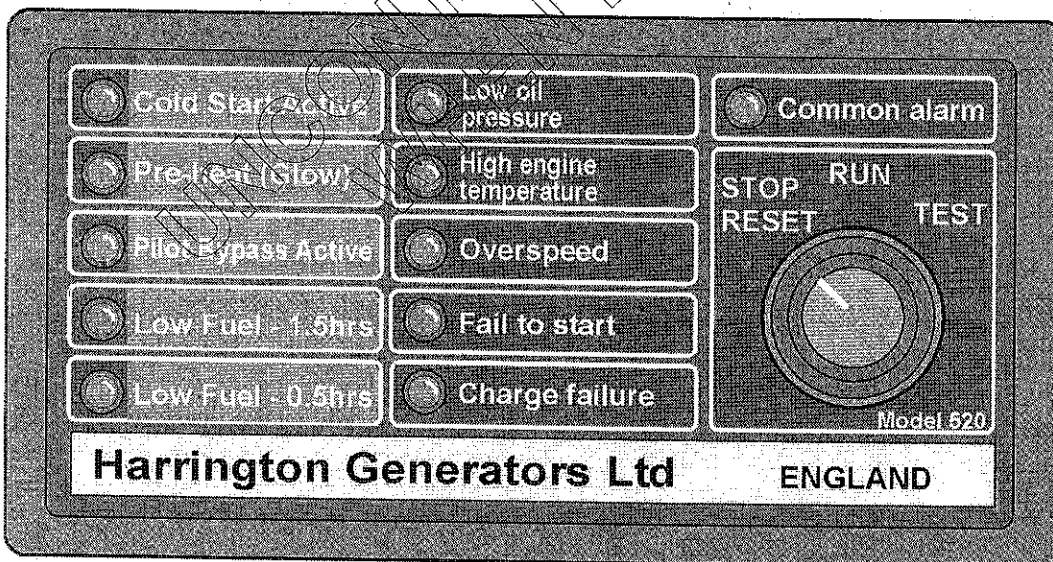 Cold Start Active
Pre-heat (Glow)
Pilot Bypass Active
Low Fuel - 1.5hrs
Low Fuel - 0.5hrs
Low oil
pressure
High engine
temperature
Overspeed
Fail to start
Charge failure
Common alarm
STOP
RESET
RUN
TEST
Model 520
Harrington Generators Ltd
ENGLAND